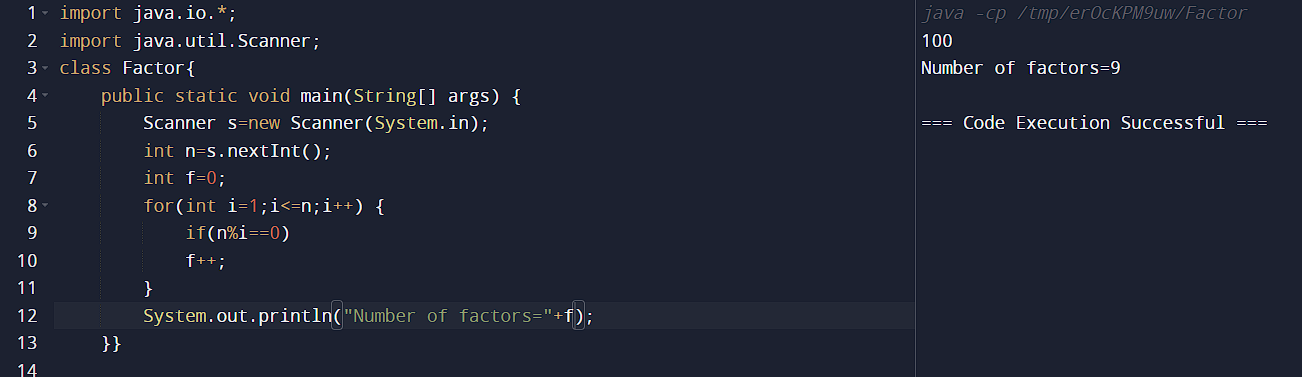 1 import java.io.*;
2 import java.util.Scanner;
3 class Factor{
4 public static void main(String[] args) {
5 Scanner s=new Scanner(System.in);
6 int n=s.nextInt();
7 int f=0;
8 for(int i=1;i<=n;i++) {
9 if(n%i==0)
10 f++;
11 }
12 System.out.println("Number of factors="+f);
13 }}
14
java -cp /tmp/erOcKPM9uw/Factor
100
Number of factors=9
=== Code Execution Successful ===